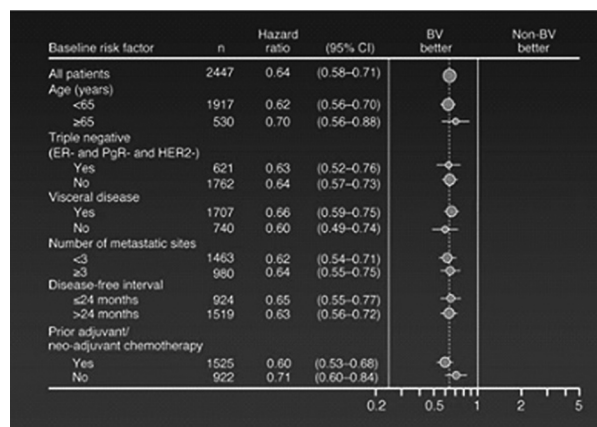 Hazard BV Non-BV
Baseline risk factor n ratio (95% CI) better better
All patients 2447 0.64 (0.58–0.71)
Age (years)
<65 1917 0.62 (0.56–0.70)
≥65 530 0.70 (0.56–0.88)
Triple negative
(ER- and PgR- and HER2-)
Yes 621 0.63 (0.52–0.76)
No 1762 0.64 (0.57–0.73)
Visceral disease
Yes 1707 0.66 (0.59–0.75)
No 740 0.60 (0.49–0.74)
Number of metastatic sites
<3 1463 0.62 (0.54–0.71)
≥3 980 0.64 (0.55–0.75)
Disease-free interval
≤24 months 924 0.65 (0.55–0.77)
>24 months 1519 0.63 (0.56–0.72)
Prior adjuvant/
neo-adjuvant chemotherapy
Yes 1525 0.60 (0.53–0.68)
No 922 0.71 (0.60–0.84)
0.2 0.5 1 2 5